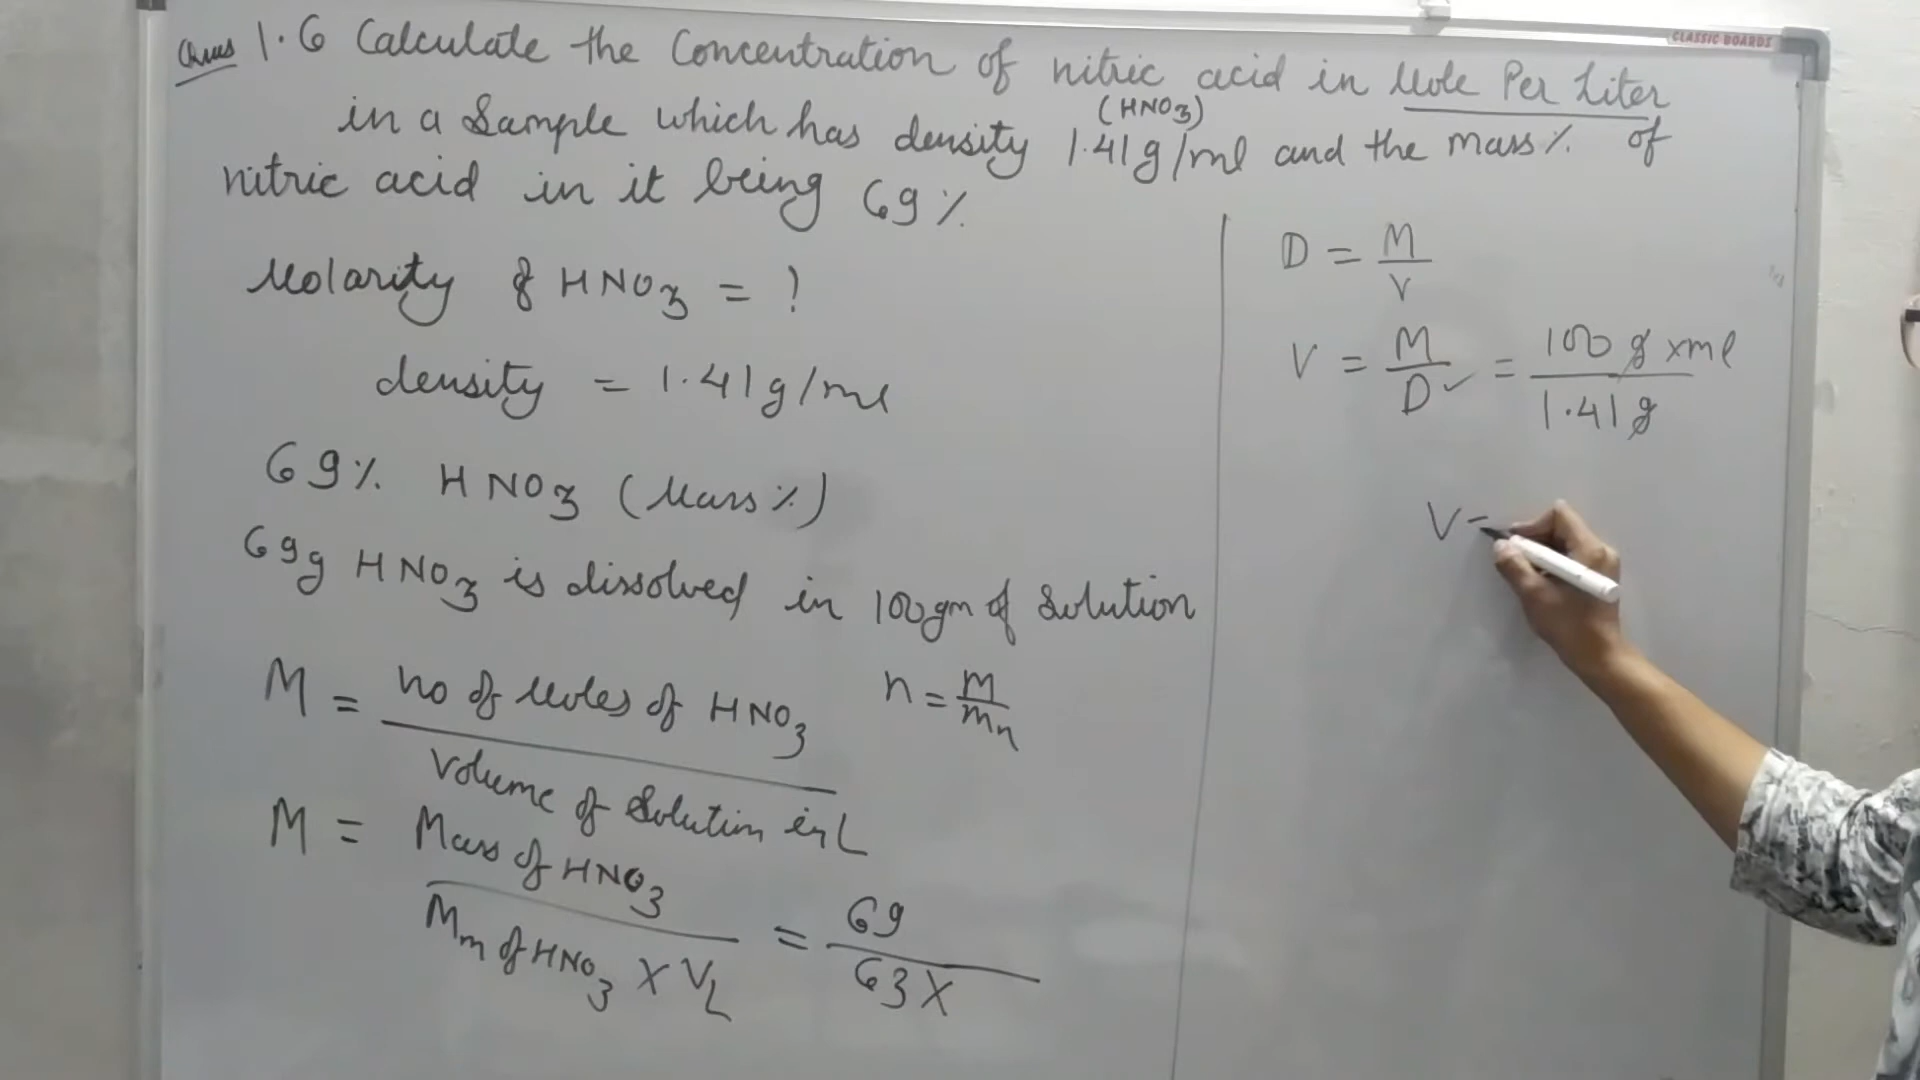 Ques 1.6 Calculate the Concentration of nitric acid in Mole Per Liter
(HNO3)
in a Sample which has density 1.41g/ml and the mass % of
nitric acid in it being 69%
Molarity of HNO3 = ?
density = 1.41g/ml
69% HNO3 (Mass %)
69g HNO3 is dissolved in 100gm of Solution
M = no of Moles of HNO3
Volume of Solution in L
n = m
mn
M = Mass of HNO3
Mm of HNO3 X VL
= 69
63 X
D = M
V
V = M
D ✓
= 100 g x ml
1.41 g
V =
CLASSIC BOARDS